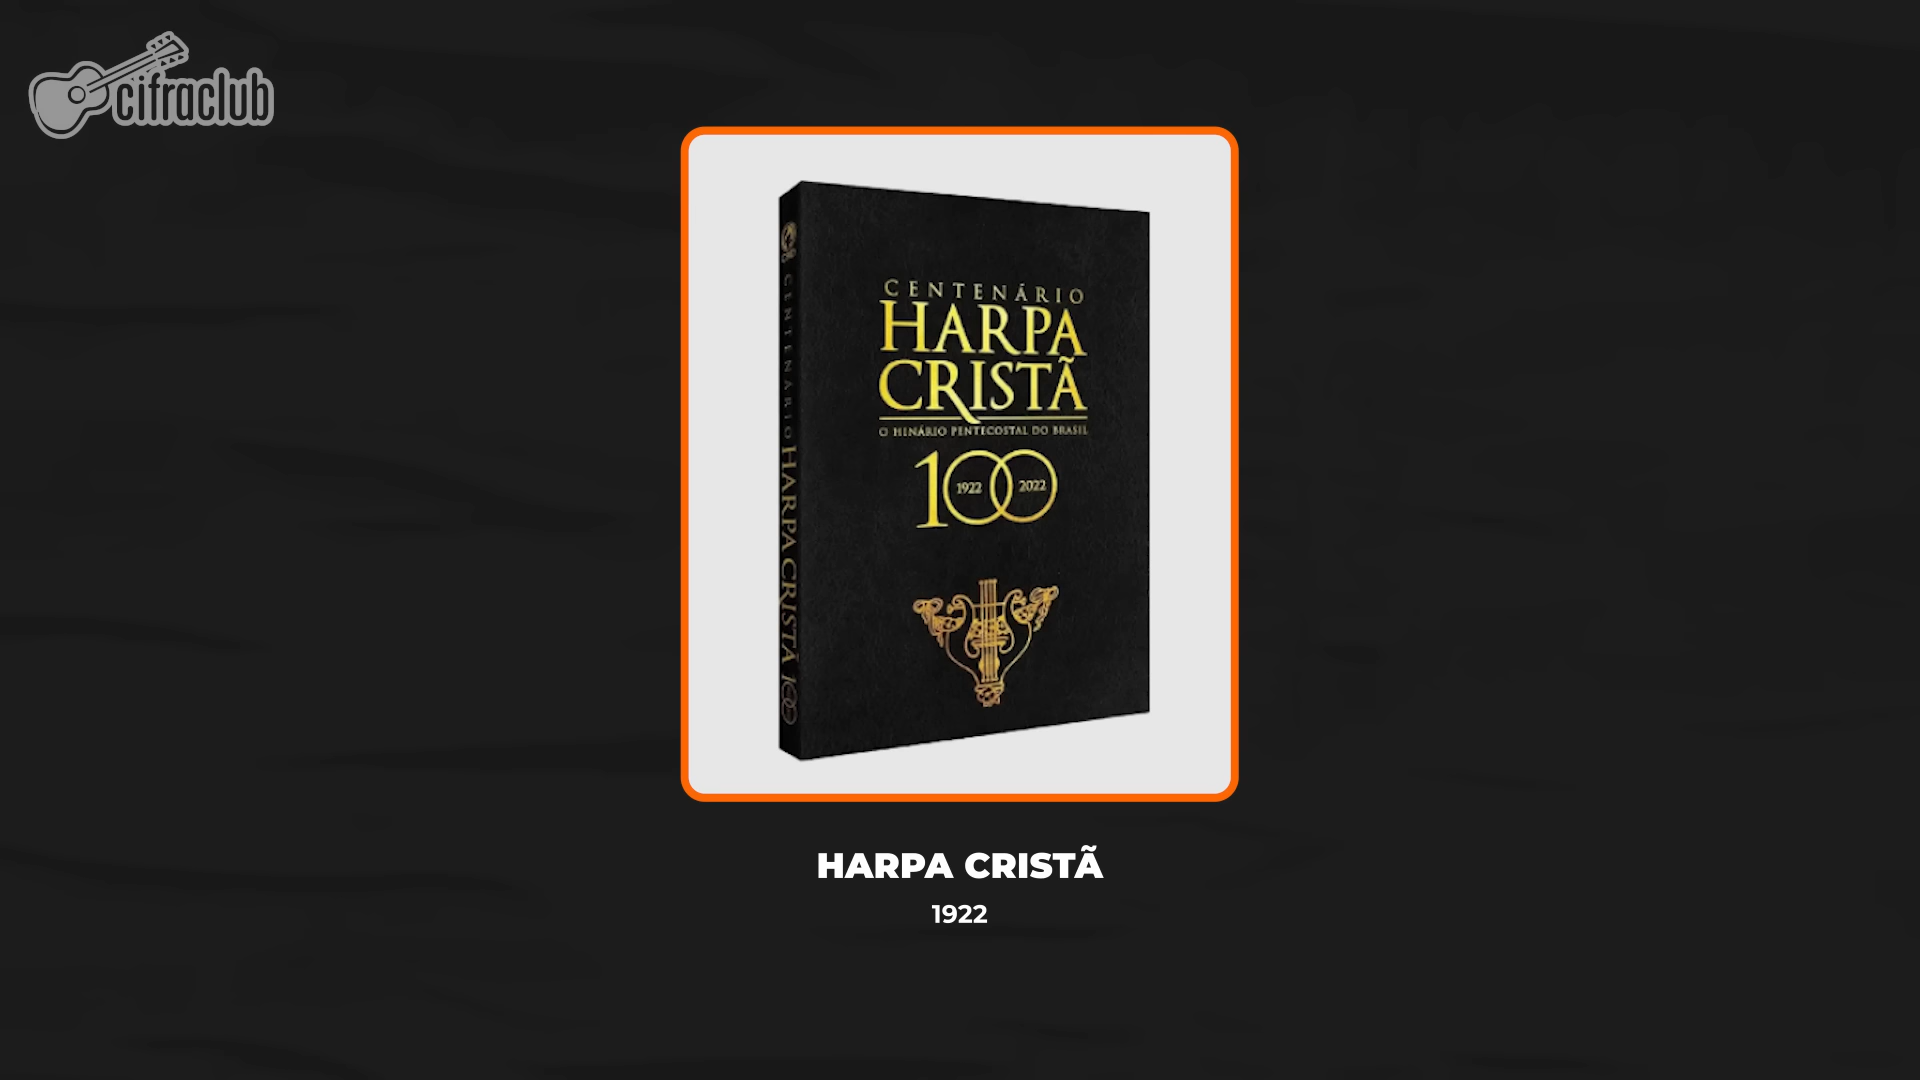 cifraclub
CENTENÁRIO
HARPA
CRISTÃ
O HINÁRIO PENTECOSTAL DO BRASIL
100
1922 2022
CENTENÁRIO HARPA CRISTÃ 100
HARPA CRISTÃ
1922